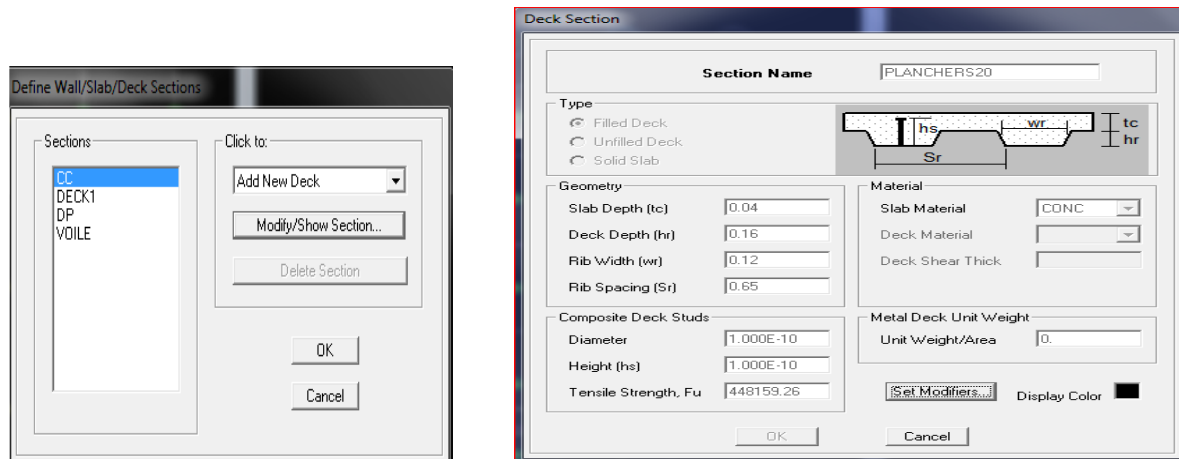 Define Wall/Slab/Deck Sections
Sections
CC
DECK1
DP
VOILE
Click to:
Add New Deck
Modify/Show Section...
Delete Section
OK
Cancel
Deck Section
Section Name PLANCHERS20
Type
Filled Deck
Unfilled Deck
Solid Slab
hs wr tc
hr
Sr
Geometry
Slab Depth (tc) 0.04
Deck Depth (hr) 0.16
Rib Width (wr) 0.12
Rib Spacing (Sr) 0.65
Material
Slab Material CONC
Deck Material
Deck Shear Thick
Composite Deck Studs
Diameter 1.000E-10
Height (hs) 1.000E-10
Tensile Strength, Fu 448159.26
Metal Deck Unit Weight
Unit Weight/Area 0.
Set Modifiers... Display Color
OK Cancel